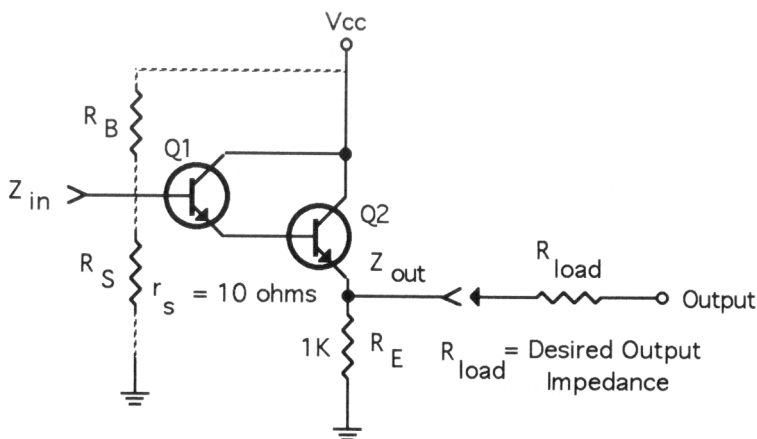 Vcc
R B
Q1
Z in
Q2
R S
r s = 10 ohms
Z out
R load
Output
1K
R E
R load = Desired Output
Impedance